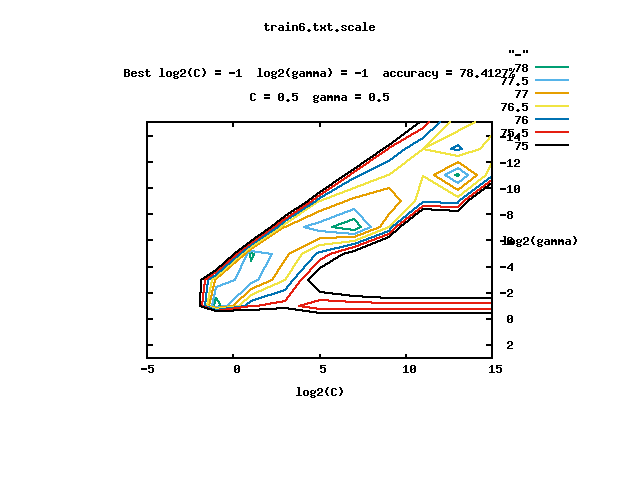 train6.txt.scale
"-"
Best log2(C) = -1  log2(gamma) = -1  accuracy = 78.4127%
C = 0.5  gamma = 0.5
78
77.5
77
76.5
76
75.5
75
-14
-12
-10
-8
-6
log2(gamma)
-4
-2
0
2
-5 0 5 10 15
log2(C)